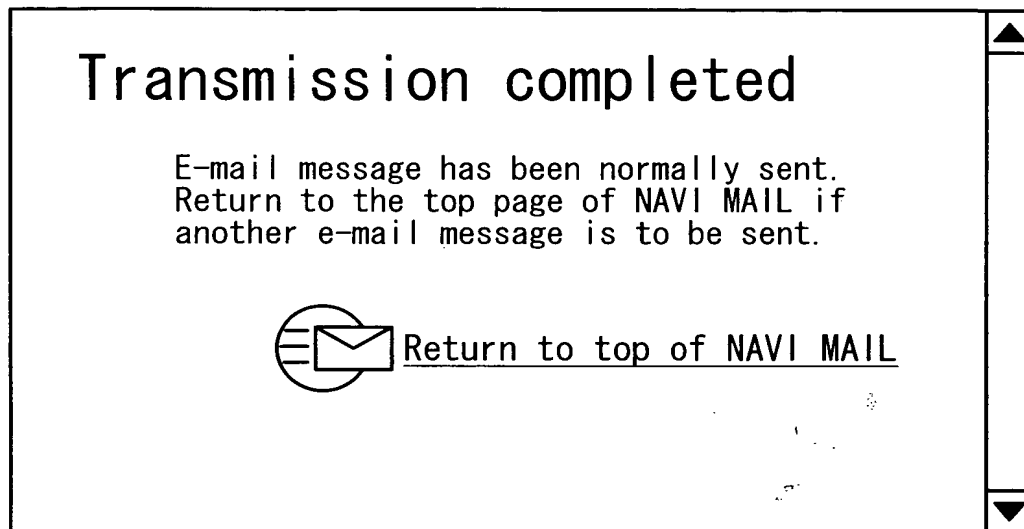 Transmission completed
E-mail message has been normally sent.
Return to the top page of NAVI MAIL if
another e-mail message is to be sent.
Return to top of NAVI MAIL